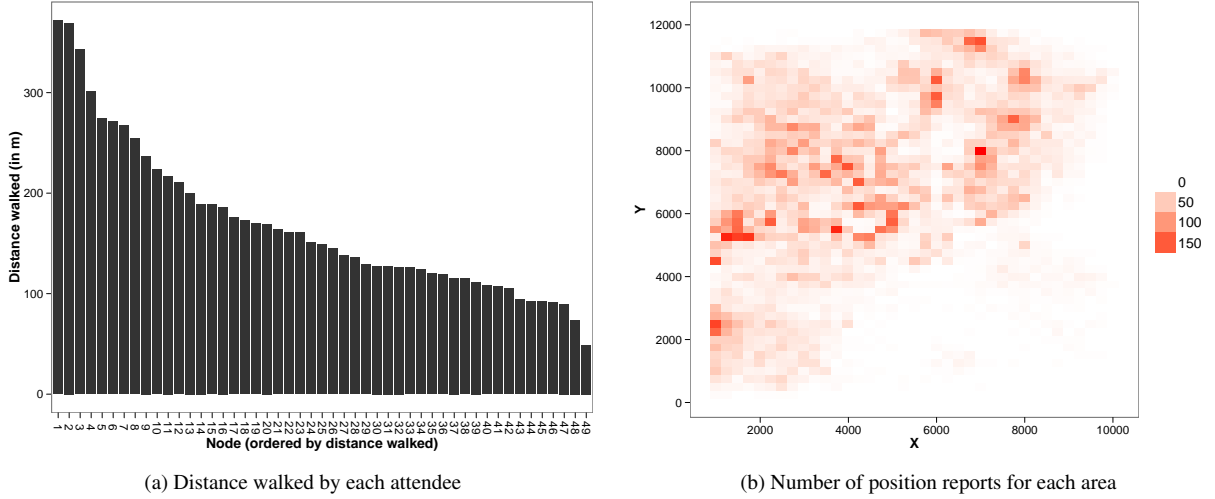 300
200
100
0
Distance walked (in m)
1 2 3 4 5 6 7 8 9 10 11 12 13 14 15 16 17 18 19 20 21 22 23 24 25 26 27 28 29 30 31 32 33 34 35 36 37 38 39 40 41 42 43 44 45 46 47 48 49
Node (ordered by distance walked)
(a) Distance walked by each attendee
12000
10000
8000
6000
4000
2000
0
Y
2000 4000 6000 8000 10000
X
0
50
100
150
(b) Number of position reports for each area